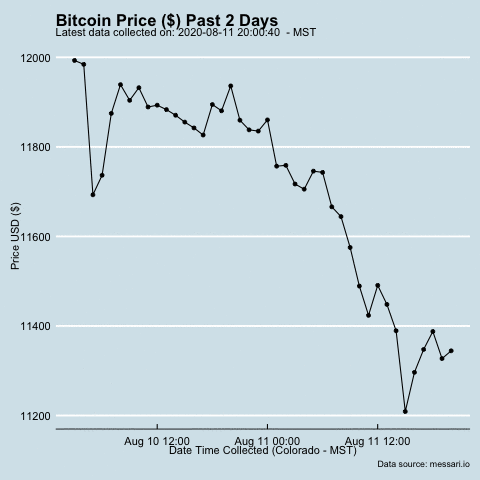 Bitcoin Price ($) Past 2 Days
Latest data collected on: 2020-08-11 20:00:40 - MST
12000
11800
11600
11400
11200
Price USD ($)
Aug 10 12:00
Aug 11 00:00
Aug 11 12:00
Date Time Collected (Colorado - MST)
Data source: messari.io